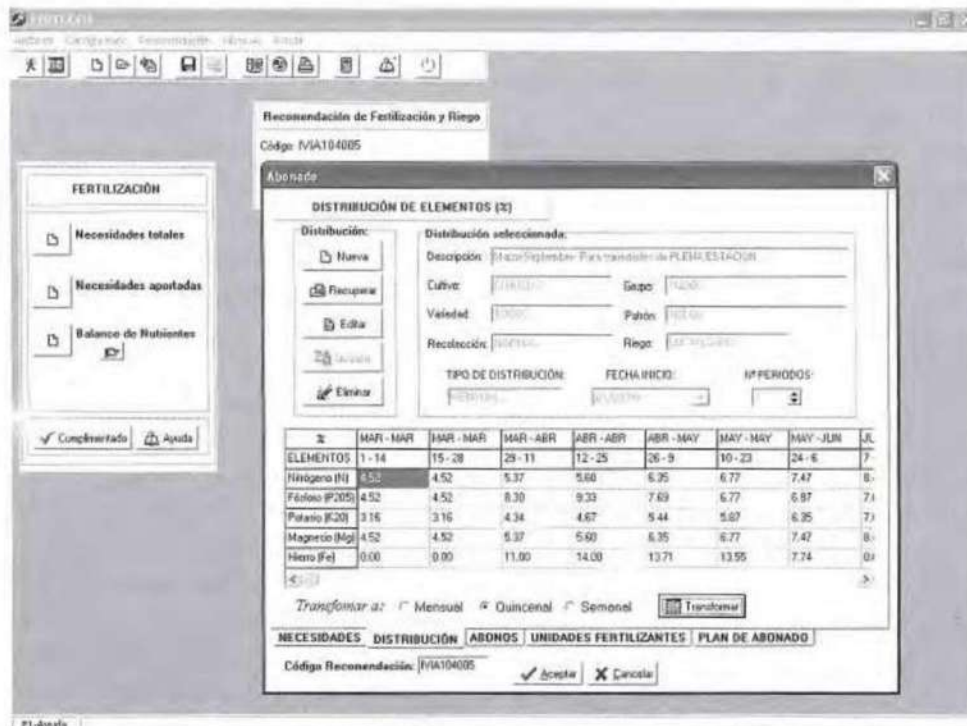 Recomendación de Fertilización y Riego
Código: IVIA104005
FERTILIZACIÓN
Necesidades totales
Necesidades aportadas
Balance de Nutrientes
Cumplimentado Ayuda
Abonado
DISTRIBUCIÓN DE ELEMENTOS (%)
Distribución:
Nueva
Recuperar
Editar
Eliminar
Distribución seleccionada:
Descripción: PLENA ESTACION
Cultivo: Grupo:
Variedad: Patrón:
Recolección: Riego:
TIPO DE DISTRIBUCIÓN: FECHA INICIO: Nº PERIODOS:
% MAR - MAR MAR - MAR MAR - ABR ABR - ABR ABR - MAY MAY - MAY MAY - JUN
ELEMENTOS 1 - 14 15 - 28 29 - 11 12 - 25 26 - 9 10 - 23 24 - 6
Nitrógeno (N) 4.52 4.52 5.37 5.60 6.35 6.77 7.47
Fósforo (P205) 4.52 4.52 8.30 9.33 7.69 6.77 6.87
Potasio (K20) 3.16 3.16 4.34 4.67 5.44 5.87 6.35
Magnesio (Mg) 4.52 4.52 5.37 5.60 6.35 6.77 7.47
Hierro (Fe) 0.00 0.00 11.00 14.00 13.71 13.55 7.74
Transfomar a: Mensual Quincenal Semanal Transformar
NECESIDADES DISTRIBUCIÓN ABONOS UNIDADES FERTILIZANTES PLAN DE ABONADO
Código Recomendación: IVIA104005 Aceptar Cancelar